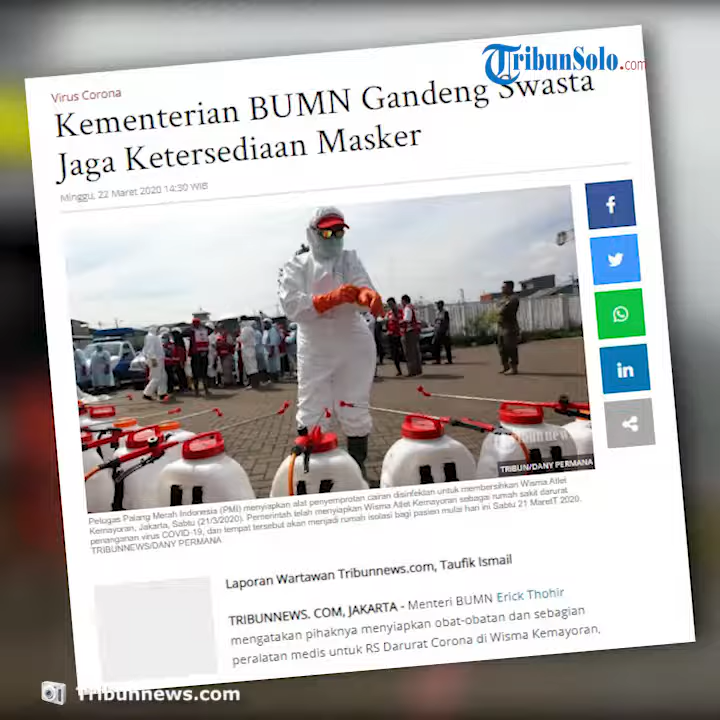 TribunSolo.com
Virus Corona
Kementerian BUMN Gandeng Swasta
Jaga Ketersediaan Masker
Minggu, 22 Maret 2020 14:30 WIB
Tribunnews
TRIBUN/DANY PERMANA
Petugas Palang Merah Indonesia (PMI) menyiapkan alat penyemprotan cairan disinfektan untuk membersihkan Wisma Atlet
Kemayoran, Jakarta, Sabtu (21/3/2020). Pemerintah telah menyiapkan Wisma Atlet Kemayoran sebagai rumah sakit darurat
penanganan virus COVID-19, dan tempat tersebut akan menjadi rumah isolasi bagi pasien mulai hari ini Sabtu 21 MareT 2020.
TRIBUNNEWS/DANY PERMANA
Laporan Wartawan Tribunnews.com, Taufik Ismail
TRIBUNNEWS. COM, JAKARTA - Menteri BUMN Erick Thohir
mengatakan pihaknya menyiapkan obat-obatan dan sebagian
peralatan medis untuk RS Darurat Corona di Wisma Kemayoran,
Tribunnews.com